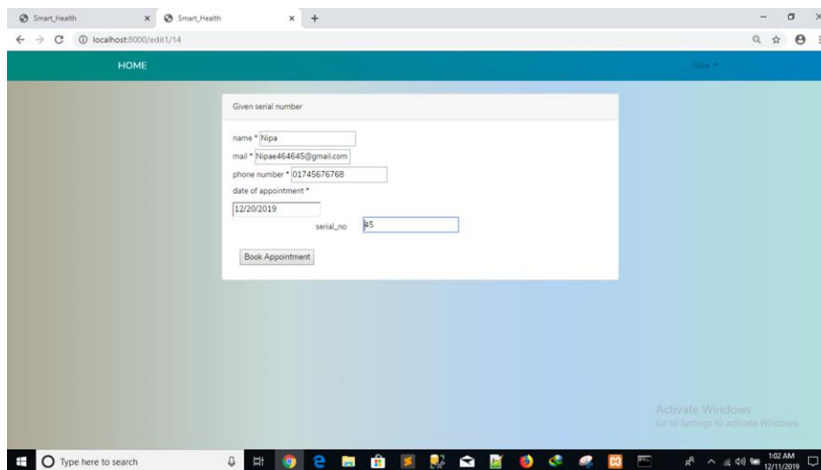 Smart_Health
Smart_Health
localhost:8000/edit1/14
HOME
Nipa
Given serial number
name * Nipa
mail * Nipae464645@gmail.com
phone number * 01745676768
date of appointment *
12/20/2019
serial_no 45
Book Appointment
Activate Windows
Go to Settings to activate Windows.
Type here to search
1:02 AM
12/11/2019